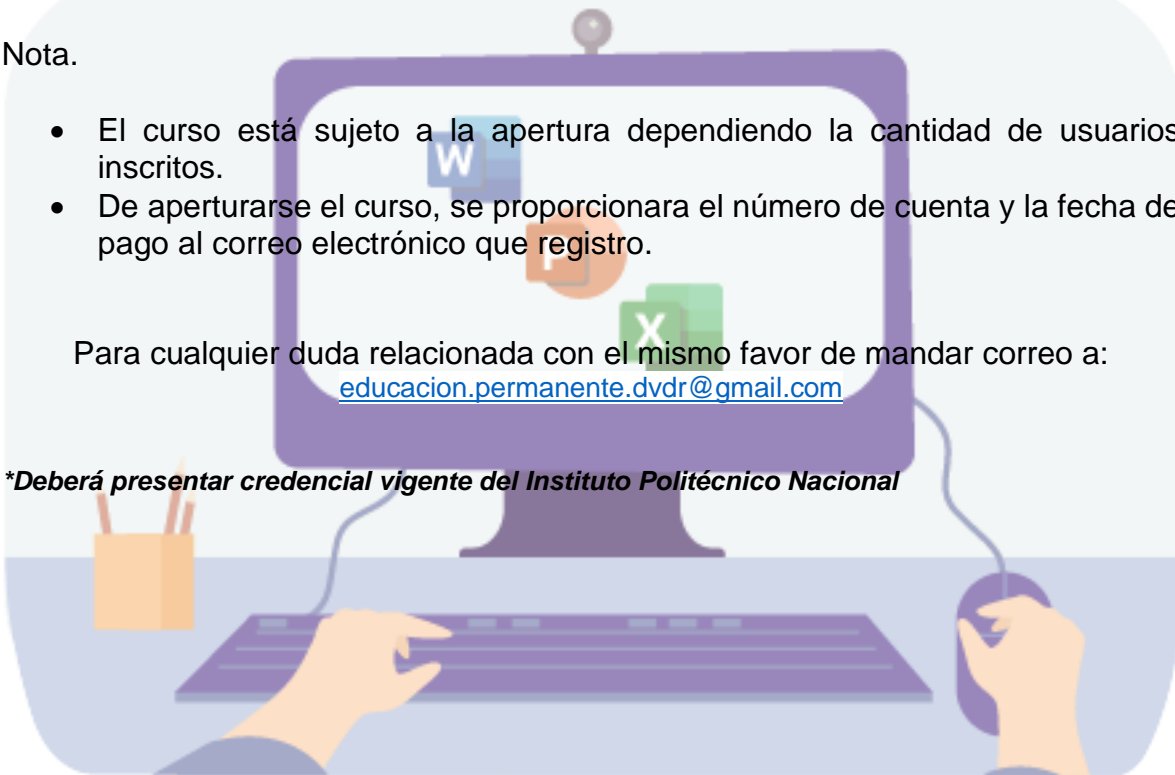 Nota.
• El curso está sujeto a la apertura dependiendo la cantidad de usuarios
inscritos.
W
• De aperturarse el curso, se proporcionara el número de cuenta y la fecha de
pago al correo electrónico que registro.
P
X
Para cualquier duda relacionada con el mismo favor de mandar correo a:
educacion.permanente.dvdr@gmail.com
*Deberá presentar credencial vigente del Instituto Politécnico Nacional